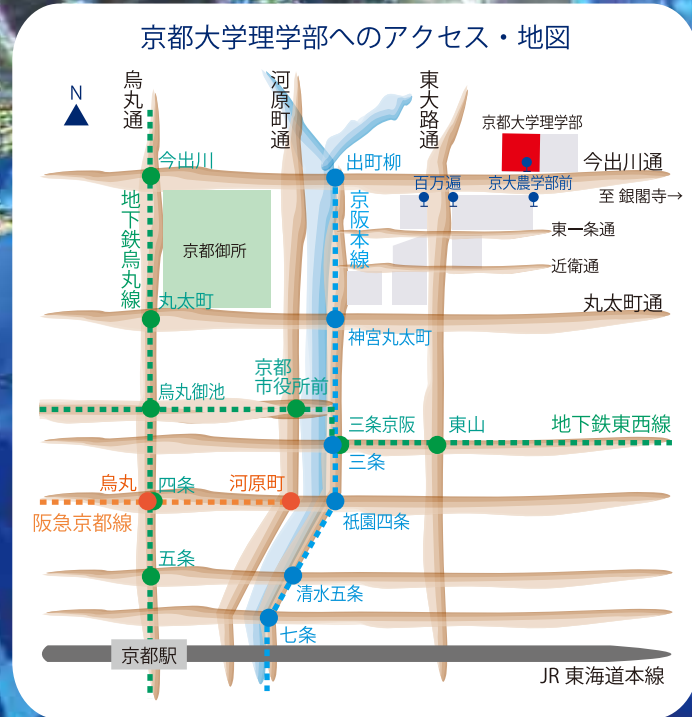 京都大学理学部へのアクセス・地図
N
烏丸通
河原町通
東大路通
京都大学理学部
今出川
出町柳
今出川通
百万遍
京大農学部前
至 銀閣寺→
地下鉄烏丸線
京阪本線
京都御所
東一条通
近衛通
丸太町
丸太町通
神宮丸太町
京都
市役所前
烏丸御池
三条京阪
東山
地下鉄東西線
三条
烏丸
四条
河原町
阪急京都線
祇園四条
五条
清水五条
七条
京都駅
JR 東海道本線